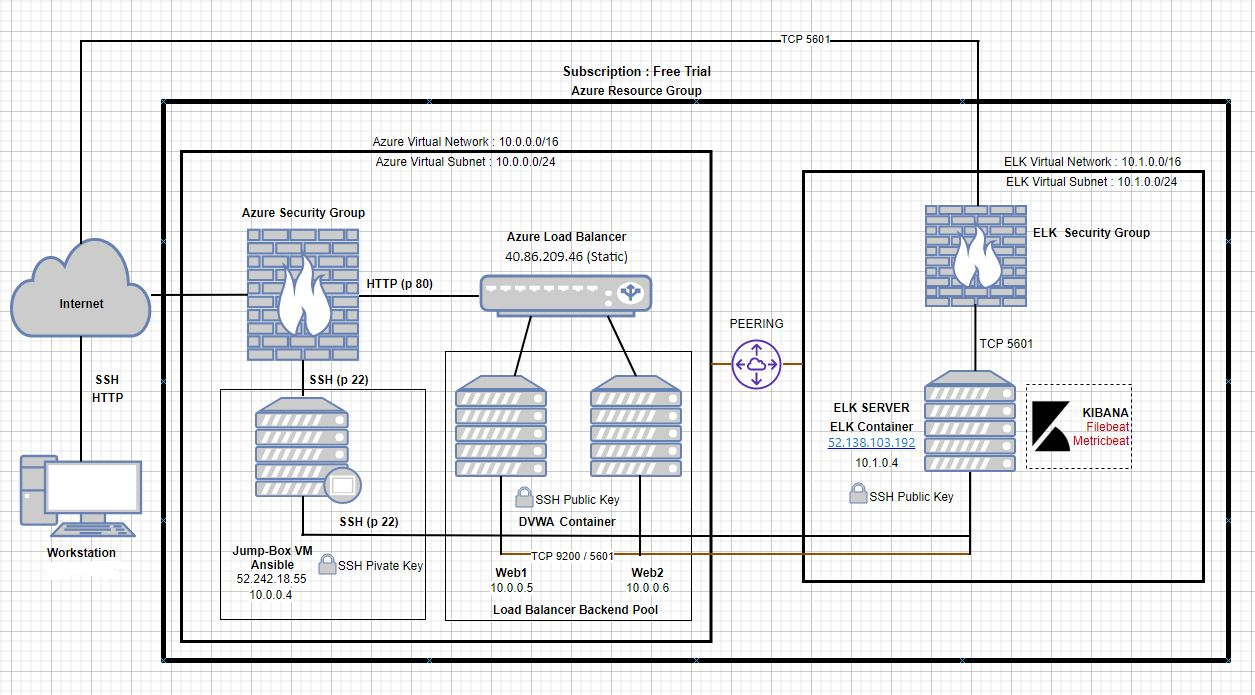 TCP 5601
Subscription : Free Trial
Azure Resource Group
Azure Virtual Network : 10.0.0.0/16
Azure Virtual Subnet : 10.0.0.0/24
ELK Virtual Network : 10.1.0.0/16
ELK Virtual Subnet : 10.1.0.0/24
Azure Security Group
Azure Load Balancer
40.86.209.46 (Static)
ELK Security Group
Internet
HTTP (p 80)
PEERING
TCP 5601
SSH
HTTP
SSH (p 22)
ELK SERVER
ELK Container
52.138.103.192
10.1.0.4
KIBANA
Filebeat
Metricbeat
SSH Public Key
SSH Public Key
DVWA Container
SSH (p 22)
Workstation
Jump-Box VM
Ansible
52.242.18.55
10.0.0.4
SSH Pivate Key
TCP 9200 / 5601
Web1
10.0.0.5
Web2
10.0.0.6
Load Balancer Backend Pool